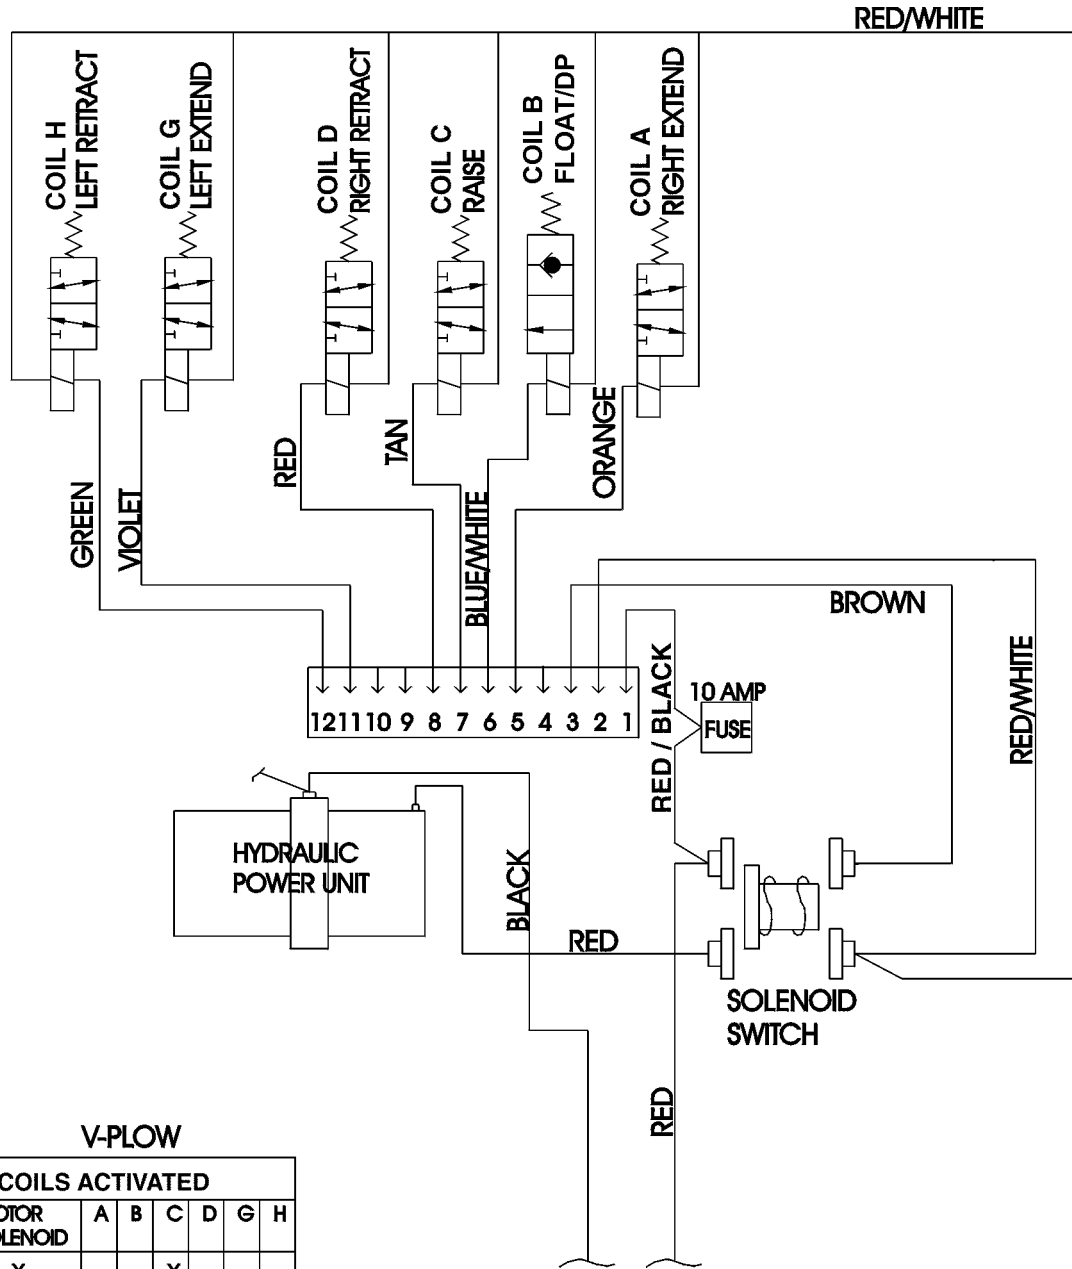 RED/WHITE
COIL H
LEFT RETRACT
COIL G
LEFT EXTEND
COIL D
RIGHT RETRACT
COIL C
RAISE
COIL B
FLOAT/DP
COIL A
RIGHT EXTEND
GREEN
VIOLET
RED
TAN
BLUE/WHITE
ORANGE
BROWN
RED/WHITE
RED / BLACK
10 AMP
FUSE
12 11 10 9 8 7 6 5 4 3 2 1
HYDRAULIC
POWER UNIT
BLACK
RED
SOLENOID
SWITCH
RED
V-PLOW
COILS ACTIVATED
OTOR
OLENOID
A B C D G H
X X